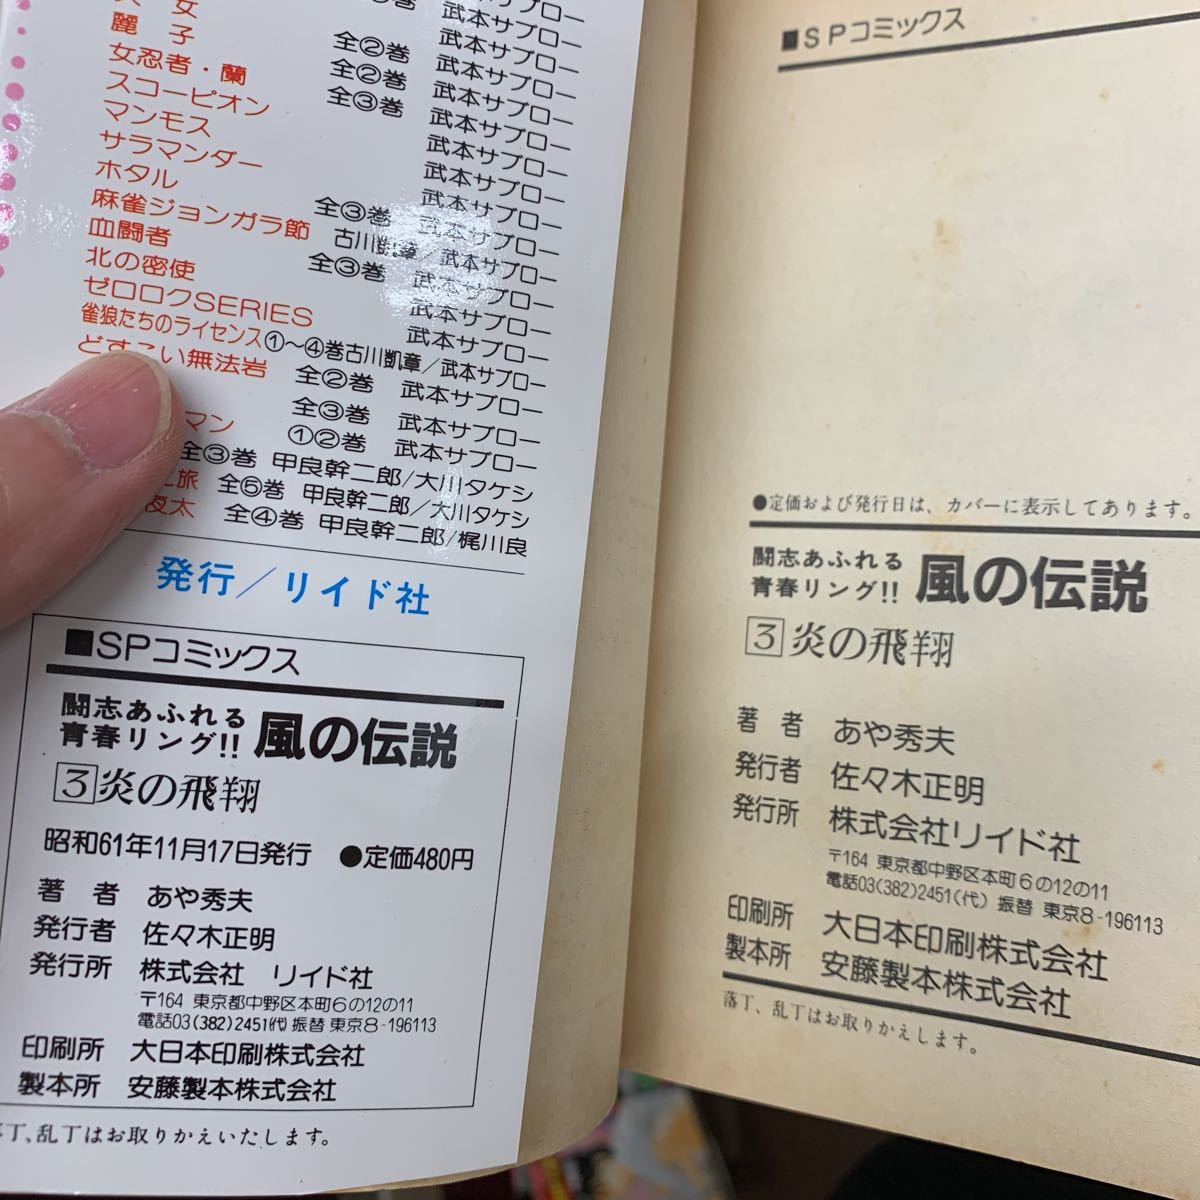 武本サブロー
女
武本サブロー
麗子 全②巻 武本サブロー
女忍者・蘭 全②巻 武本サブロー
スコーピオン 全③巻 武本サブロー
マンモス 武本サブロー
サラマンダー 武本サブロー
ホタル 武本サブロー
麻雀ジョンガラ節 全③巻 古川凱章/武本サブロー
血闘者 全③巻 武本サブロー
北の密使 武本サブロー
ゼロロクSERIES 武本サブロー
雀狼たちのライセンス①〜④巻古川凱章/武本サブロー
どすこい無法岩 全②巻 武本サブロー
全③巻 武本サブロー
マン ①②巻 武本サブロー
全③巻 甲良幹二郎/大川タケシ
旅 全⑥巻 甲良幹二郎/大川タケシ
夜太 全④巻 甲良幹二郎/梶川良
発行/リイド社
■SPコミックス
闘志あふれる
青春リング!! 風の伝説
3 炎の飛翔
昭和61年11月17日発行 ●定価480円
著者 あや秀夫
発行者 佐々木正明
発行所 株式会社 リイド社
〒164 東京都中野区本町6の12の11
電話03(382)2451(代) 振替 東京8-196113
印刷所 大日本印刷株式会社
製本所 安藤製本株式会社
落丁、乱丁はお取りかえいたします。
■SPコミックス
●定価および発行日は、カバーに表示してあります。
闘志あふれる
青春リング!! 風の伝説
3 炎の飛翔
著者 あや秀夫
発行者 佐々木正明
発行所 株式会社リイド社
〒164 東京都中野区本町6の12の11
電話03(382)2451(代) 振替 東京8-196113
印刷所 大日本印刷株式会社
製本所 安藤製本株式会社
落丁、乱丁はお取りかえします。